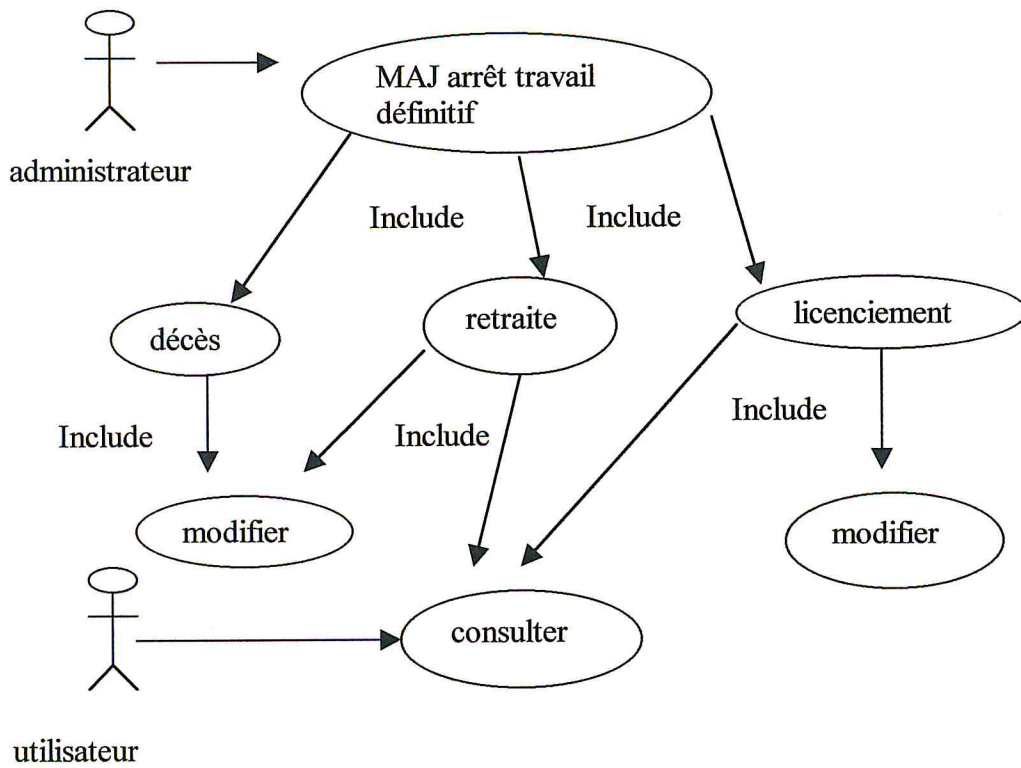 MAJ arrêt travail
définitif
administrateur
Include
Include
décès
retraite
licenciement
Include
Include
Include
modifier
modifier
consulter
utilisateur